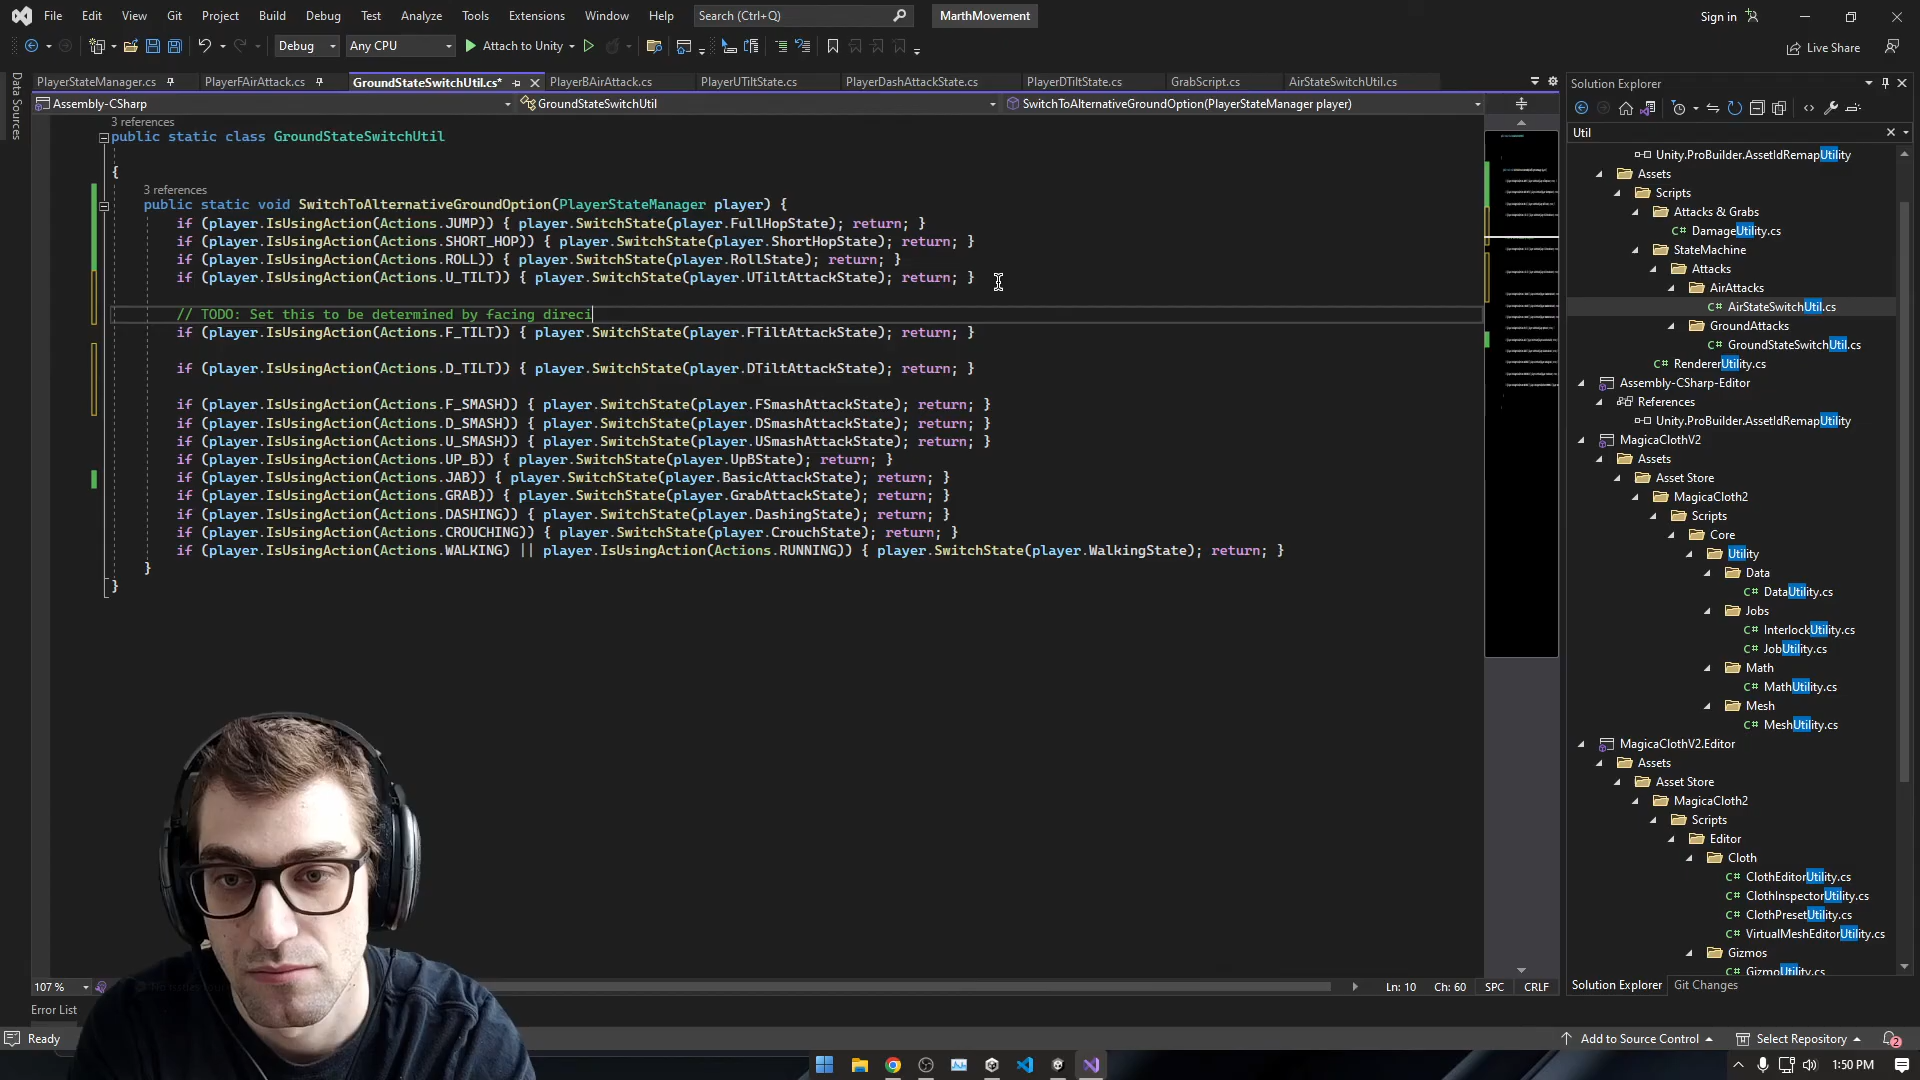 File Edit View Git Project Build Debug Test Analyze Tools Extensions Window Help Search (Ctrl+Q) MarthMovement Sign in
Debug Any CPU Attach to Unity Live Share
Data Sources
PlayerStateManager.cs PlayerFAirAttack.cs GroundStateSwitchUtil.cs* PlayerBAirAttack.cs PlayerUTiltState.cs PlayerDashAttackState.cs PlayerDTiltState.cs GrabScript.cs AirStateSwitchUtil.cs
Assembly-CSharp GroundStateSwitchUtil SwitchToAlternativeGroundOption(PlayerStateManager player)
3 references
public static class GroundStateSwitchUtil
{
3 references
public static void SwitchToAlternativeGroundOption(PlayerStateManager player) {
if (player.IsUsingAction(Actions.JUMP)) { player.SwitchState(player.FullHopState); return; }
if (player.IsUsingAction(Actions.SHORT_HOP)) { player.SwitchState(player.ShortHopState); return; }
if (player.IsUsingAction(Actions.ROLL)) { player.SwitchState(player.RollState); return; }
if (player.IsUsingAction(Actions.U_TILT)) { player.SwitchState(player.UTiltAttackState); return; }
// TODO: Set this to be determined by facing direci
if (player.IsUsingAction(Actions.F_TILT)) { player.SwitchState(player.FTiltAttackState); return; }
if (player.IsUsingAction(Actions.D_TILT)) { player.SwitchState(player.DTiltAttackState); return; }
if (player.IsUsingAction(Actions.F_SMASH)) { player.SwitchState(player.FSmashAttackState); return; }
if (player.IsUsingAction(Actions.D_SMASH)) { player.SwitchState(player.DSmashAttackState); return; }
if (player.IsUsingAction(Actions.U_SMASH)) { player.SwitchState(player.USmashAttackState); return; }
if (player.IsUsingAction(Actions.UP_B)) { player.SwitchState(player.UpBState); return; }
if (player.IsUsingAction(Actions.JAB)) { player.SwitchState(player.BasicAttackState); return; }
if (player.IsUsingAction(Actions.GRAB)) { player.SwitchState(player.GrabAttackState); return; }
if (player.IsUsingAction(Actions.DASHING)) { player.SwitchState(player.DashingState); return; }
if (player.IsUsingAction(Actions.CROUCHING)) { player.SwitchState(player.CrouchState); return; }
if (player.IsUsingAction(Actions.WALKING) || player.IsUsingAction(Actions.RUNNING)) { player.SwitchState(player.WalkingState); return; }
}
}
107 % Ln: 10 Ch: 60 SPC CRLF
Error List
Ready
Solution Explorer
Util
Unity.ProBuilder.AssetIdRemapUtility
Assets
Scripts
Attacks & Grabs
C# DamageUtility.cs
StateMachine
Attacks
AirAttacks
C# AirStateSwitchUtil.cs
GroundAttacks
C# GroundStateSwitchUtil.cs
C# RendererUtility.cs
Assembly-CSharp-Editor
References
Unity.ProBuilder.AssetIdRemapUtility
MagicaClothV2
Assets
Asset Store
MagicaCloth2
Scripts
Core
Utility
Data
C# DataUtility.cs
Jobs
C# InterlockUtility.cs
C# JobUtility.cs
Math
C# MathUtility.cs
Mesh
C# MeshUtility.cs
MagicaClothV2.Editor
Assets
Asset Store
MagicaCloth2
Scripts
Editor
Cloth
C# ClothEditorUtility.cs
C# ClothInspectorUtility.cs
C# ClothPresetUtility.cs
C# VirtualMeshEditorUtility.cs
Gizmos
C# GizmoUtility.cs
Solution Explorer Git Changes
Add to Source Control Select Repository 2
1:50 PM